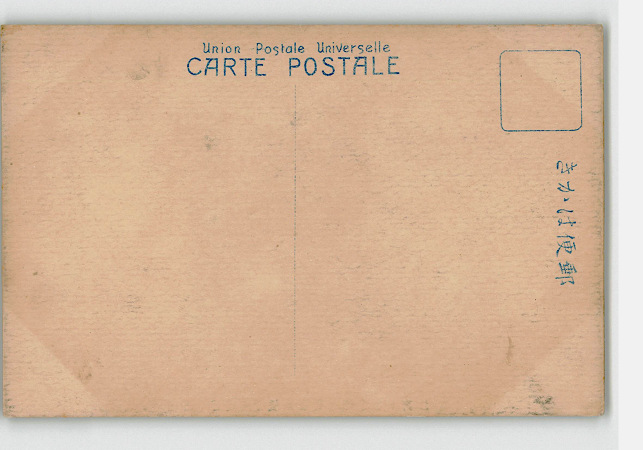 Union Postale Universelle
CARTE POSTALE
郵便はがき